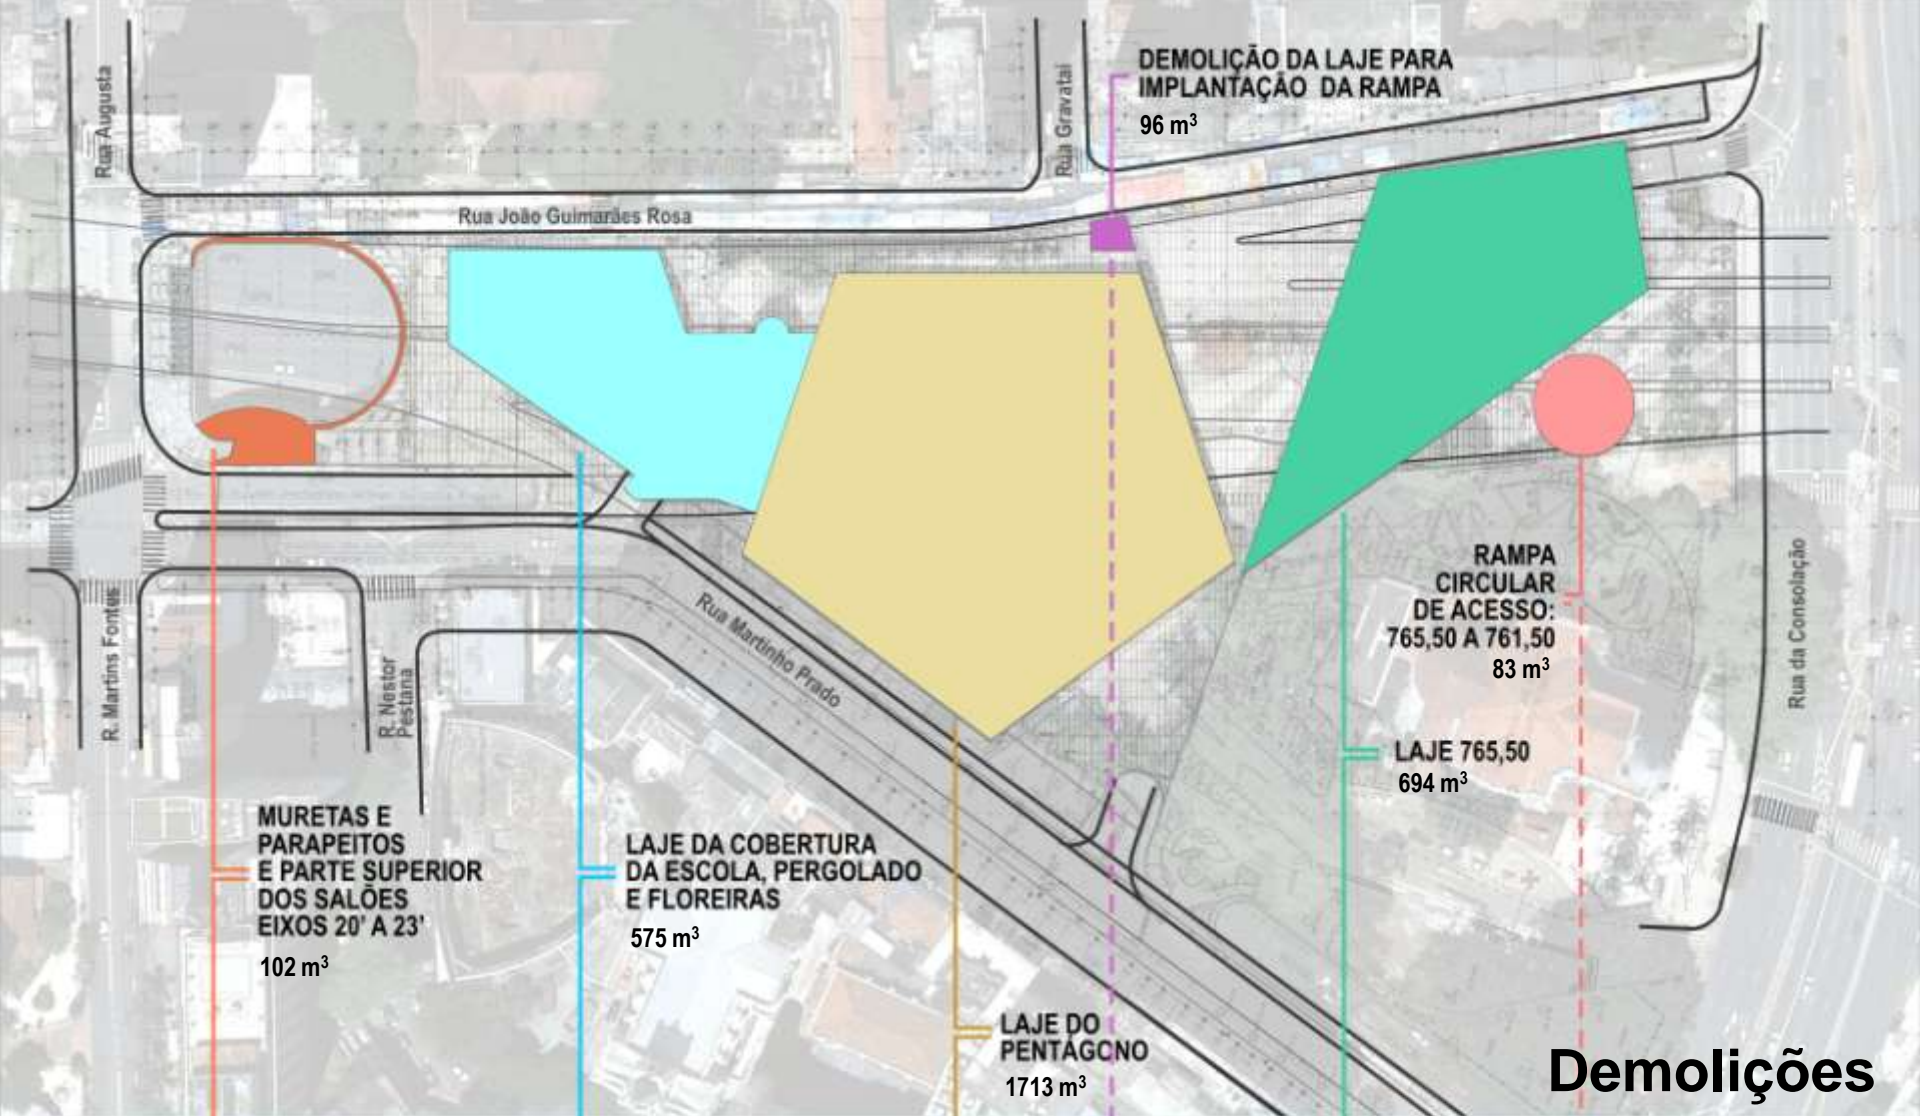 DEMOLIÇÃO DA LAJE PARA
IMPLANTAÇÃO DA RAMPA
96 m³
Rua Augusta
Rua Gravataí
Rua João Guimarães Rosa
RAMPA
CIRCULAR
DE ACESSO:
765,50 A 761,50
83 m³
Rua da Consolação
R. Martins Fontes
R. Nestor
Pestana
Rua Martinho Prado
LAJE 765,50
694 m³
MURETAS E
PARAPEITOS
E PARTE SUPERIOR
DOS SALÕES
EIXOS 20' A 23'
102 m³
LAJE DA COBERTURA
DA ESCOLA, PERGOLADO
E FLOREIRAS
575 m³
LAJE DO
PENTÁGONO
1713 m³
Demolições